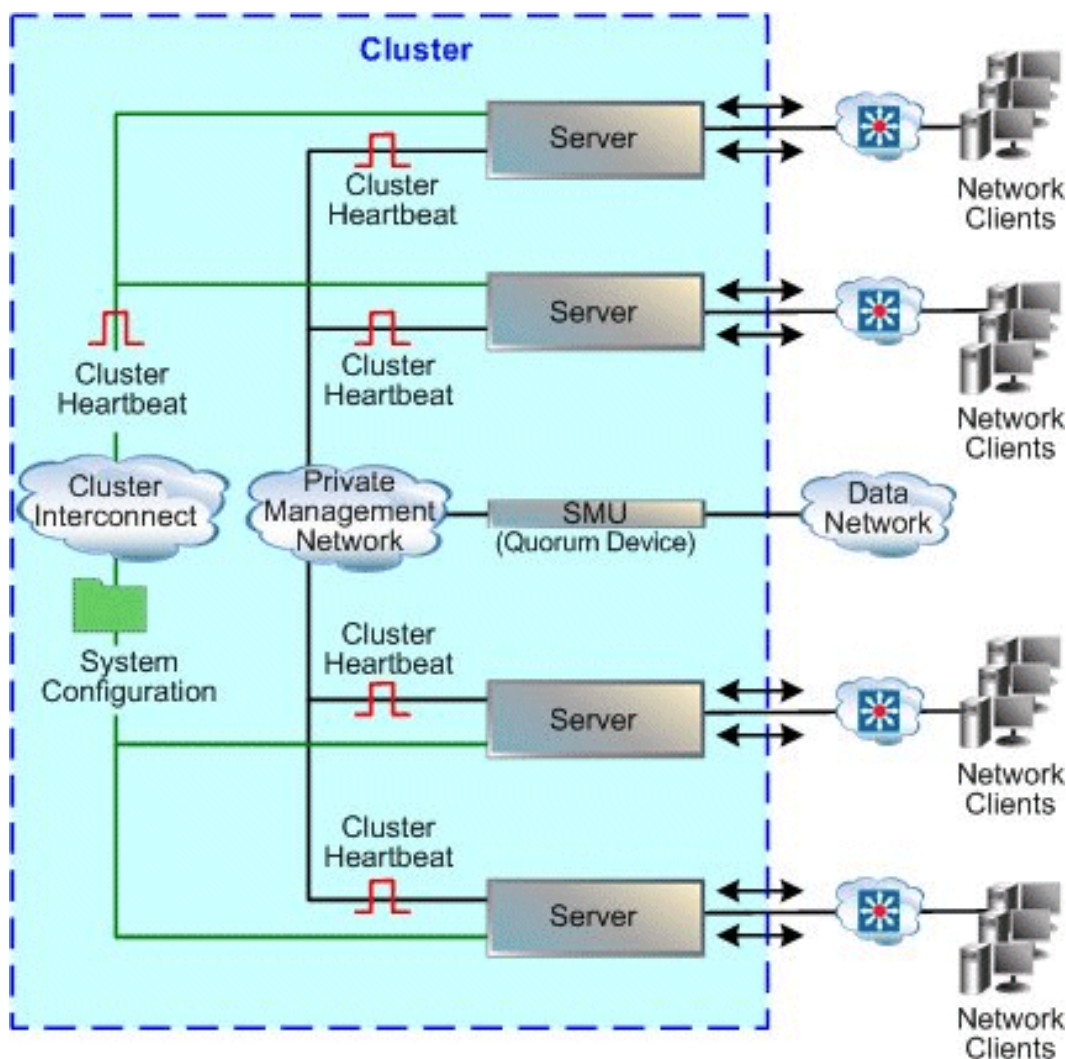 Cluster
Server
Cluster
Heartbeat
Network
Clients
Server
Cluster
Heartbeat
Cluster
Heartbeat
Network
Clients
Cluster
Interconnect
Private
Management
Network
SMU
(Quorum Device)
Data
Network
System
Configuration
Cluster
Heartbeat
Server
Network
Clients
Cluster
Heartbeat
Server
Network
Clients